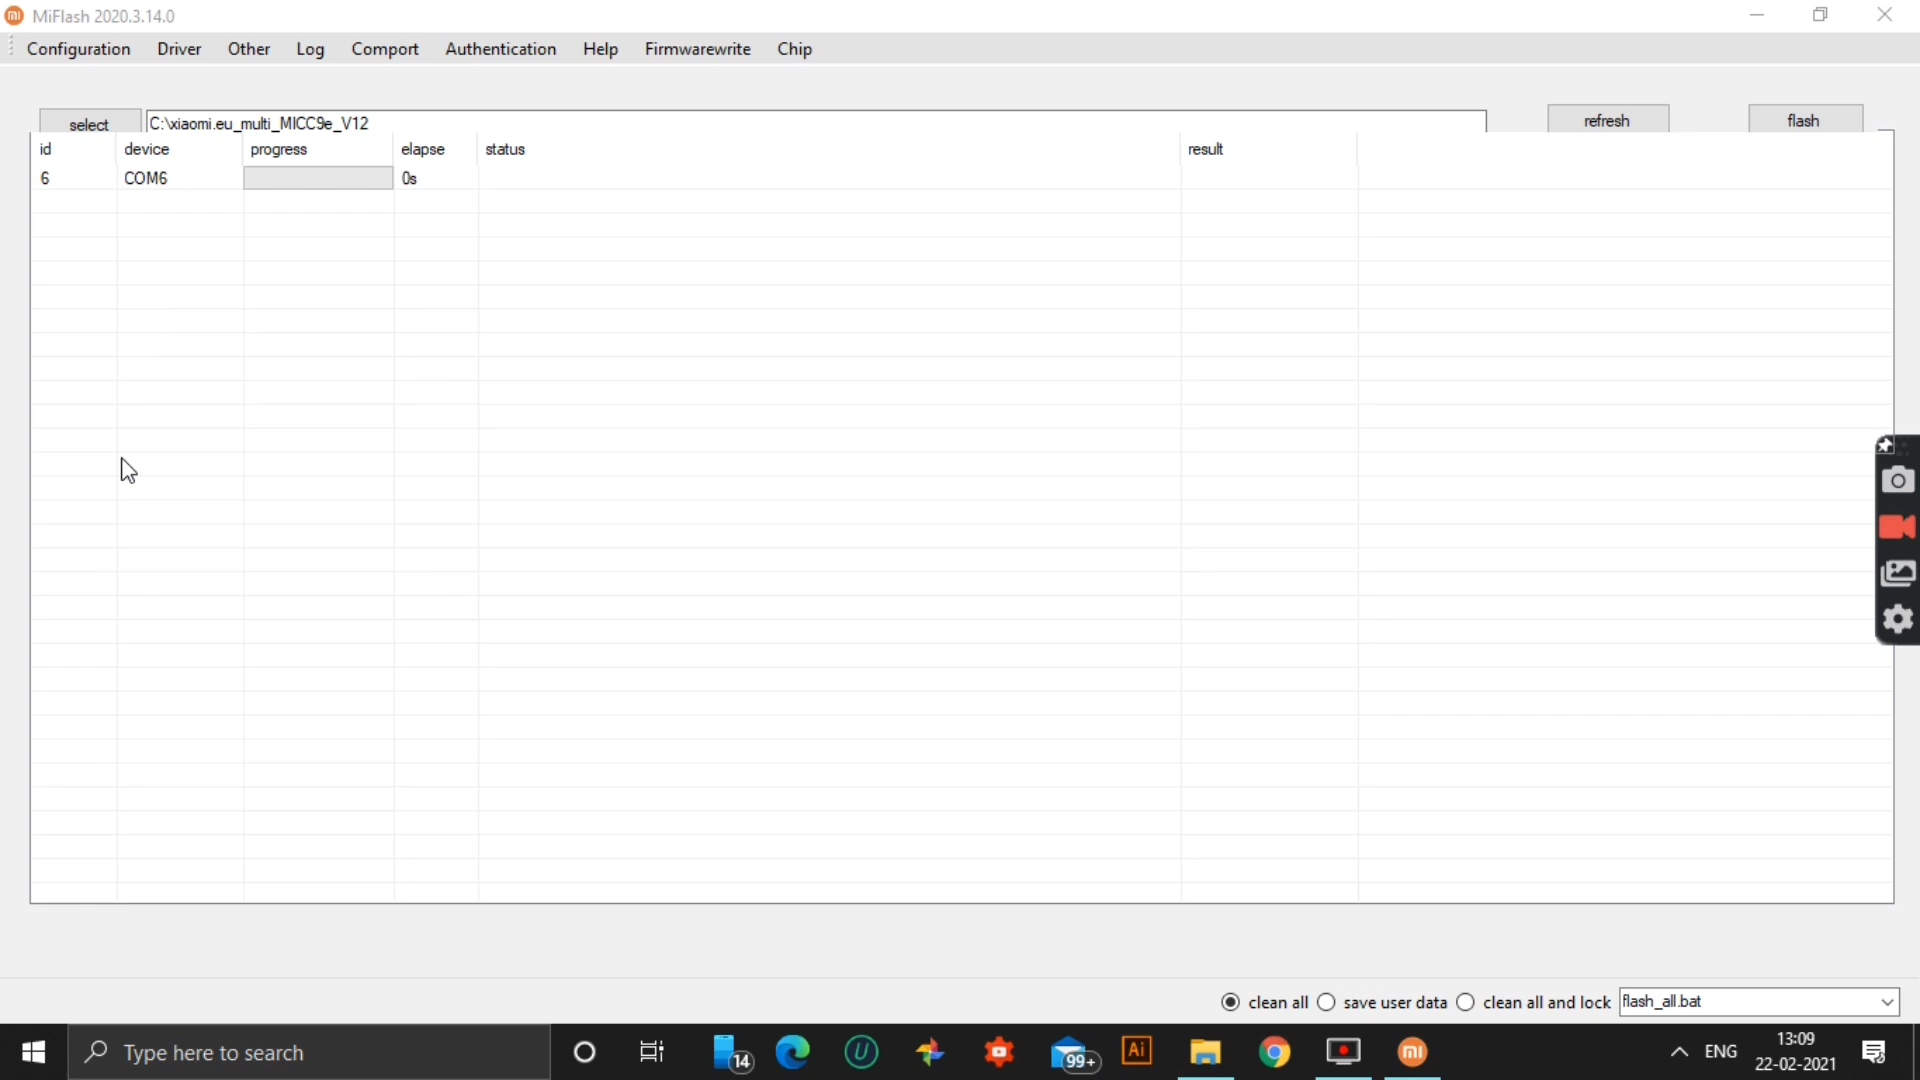 MiFlash 2020.3.14.0
Configuration Driver Other Log Comport Authentication Help Firmwarewrite Chip
select C:\xiaomi.eu_multi_MICC9e_V12 refresh flash
id device progress elapse status result
6 COM6 0s
clean all save user data clean all and lock flash_all.bat
Type here to search 14 99+ Ai ENG 13:09
22-02-2021